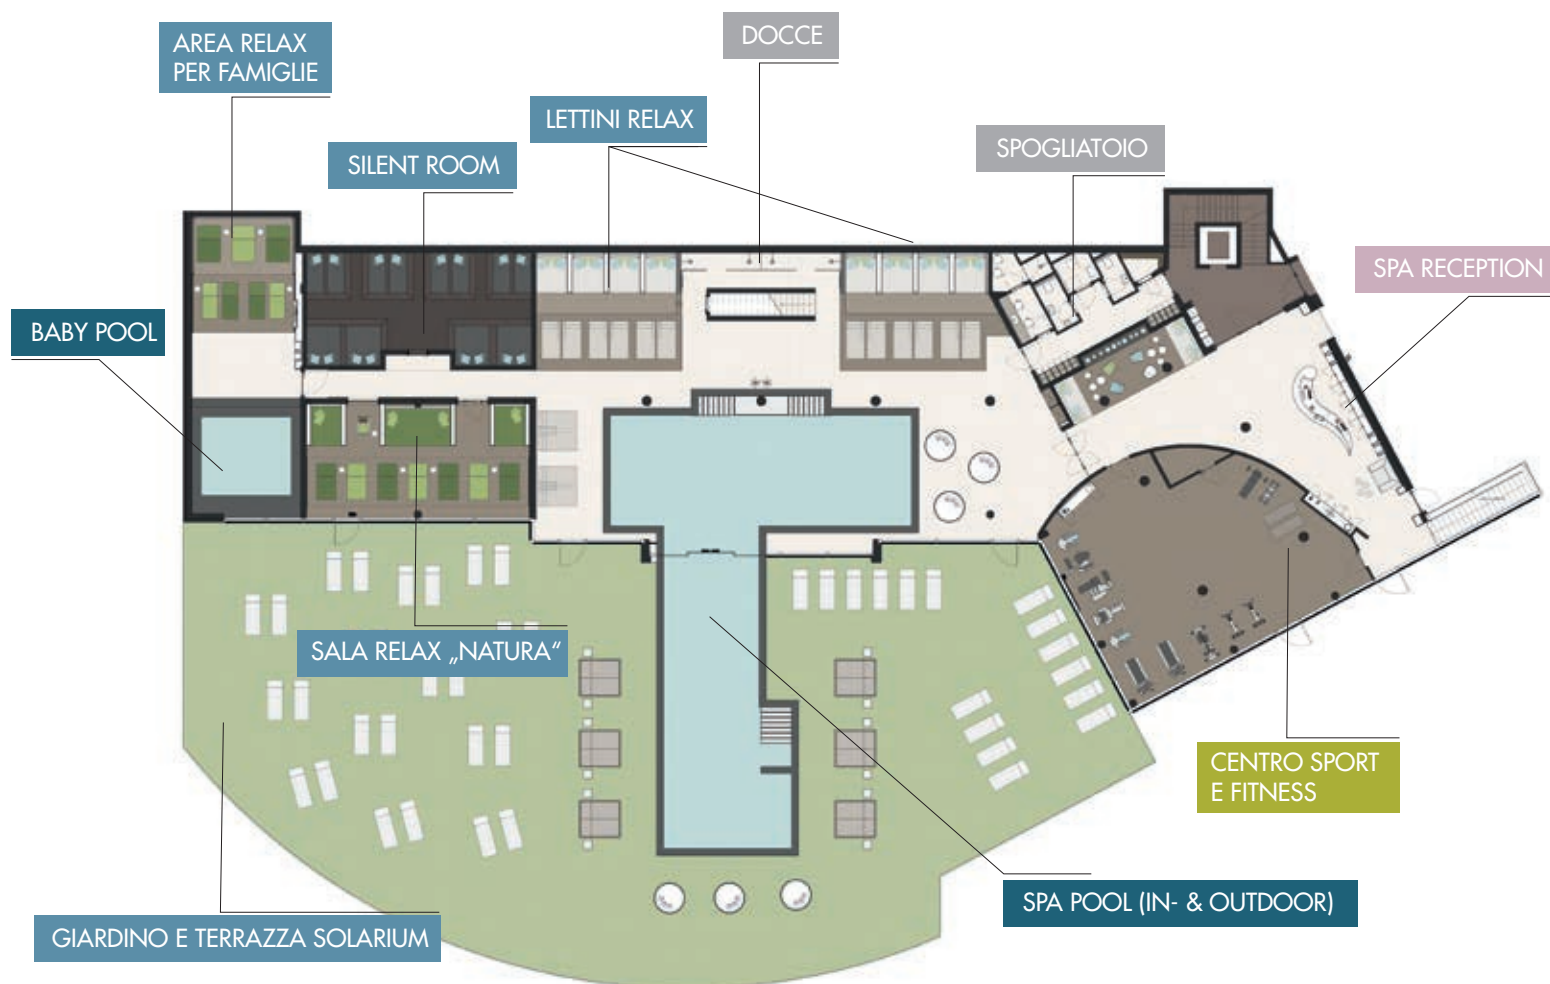 AREA RELAX
PER FAMIGLIE
DOCCE
LETTINI RELAX
SPOGLIATOIO
SILENT ROOM
SPA RECEPTION
BABY POOL
SALA RELAX „NATURA“
CENTRO SPORT
E FITNESS
SPA POOL (IN- & OUTDOOR)
GIARDINO E TERRAZZA SOLARIUM